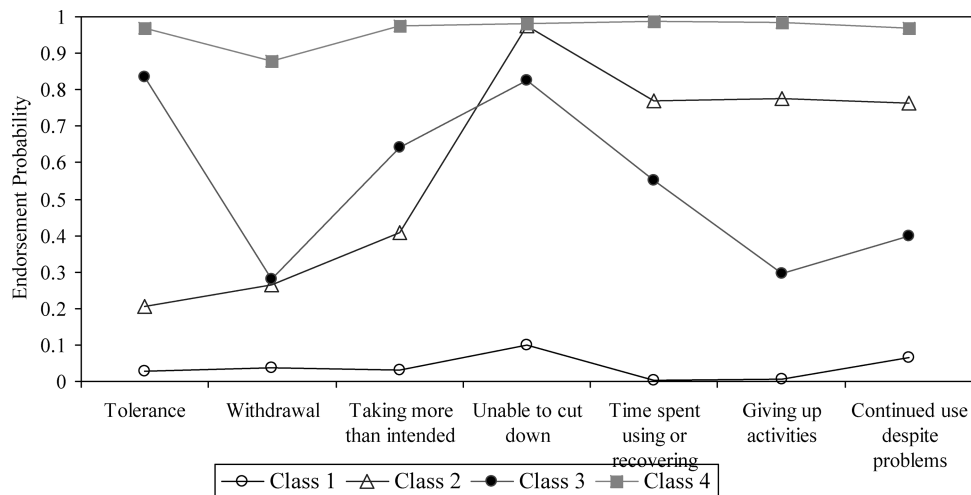 Endorsement Probability
1
0.9
0.8
0.7
0.6
0.5
0.4
0.3
0.2
0.1
0
Tolerance
Withdrawal
Taking more
than intended
Unable to cut
down
Time spent
using or
recovering
Giving up
activities
Continued use
despite
problems
Class 1
Class 2
Class 3
Class 4